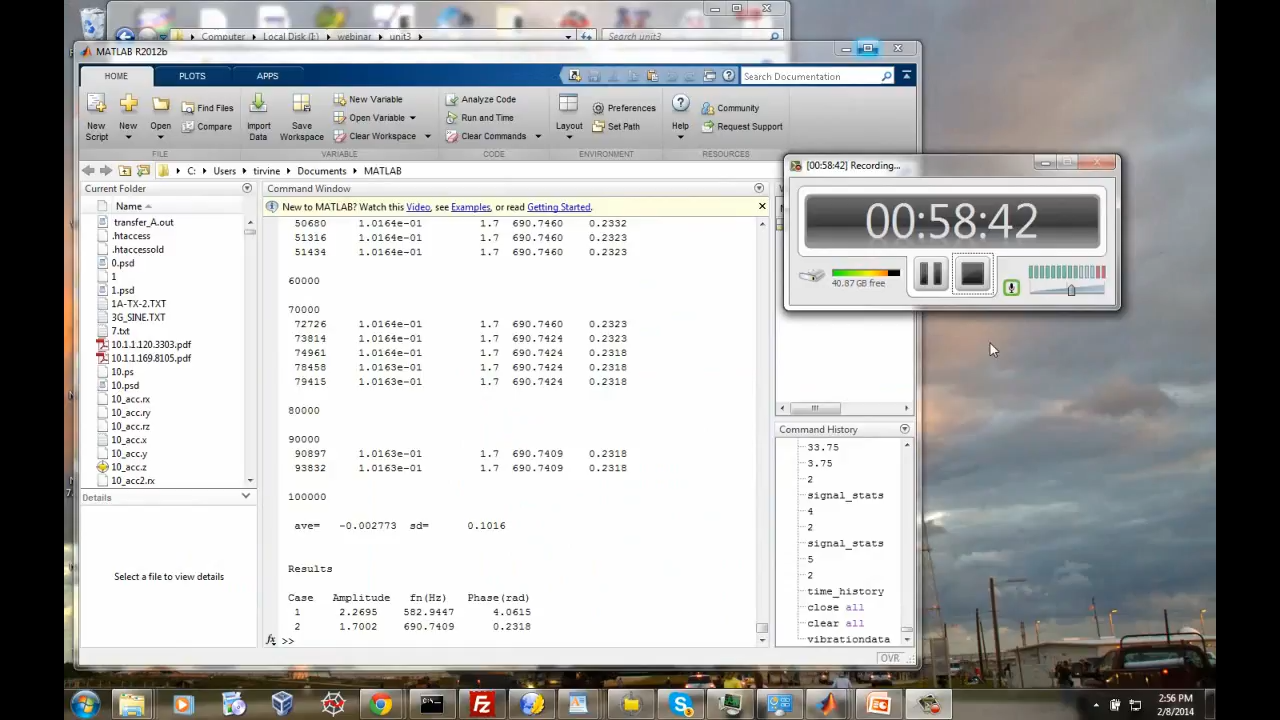 Computer ▸ Local Disk (I:) ▸ webinar ▸ unit3 ▸
Search unit3
MATLAB R2012b
HOME PLOTS APPS
Search Documentation
New Script
New
Open
Find Files
Compare
Import Data
Save Workspace
New Variable
Open Variable
Clear Workspace
Analyze Code
Run and Time
Clear Commands
Layout
Preferences
Set Path
Help
Community
Request Support
FILE VARIABLE CODE ENVIRONMENT RESOURCES
C: ▸ Users ▸ tirvine ▸ Documents ▸ MATLAB
Current Folder
Name
transfer_A.out
.htaccess
.htaccessold
0.psd
1
1.psd
1A-TX-2.TXT
3G_SINE.TXT
7.txt
10.1.1.120.3303.pdf
10.1.1.169.8105.pdf
10.ps
10.psd
10_acc.rx
10_acc.ry
10_acc.rz
10_acc.x
10_acc.y
10_acc.z
10_acc2.rx
Details
Select a file to view details
Command Window
New to MATLAB? Watch this Video, see Examples, or read Getting Started.
50680 1.0164e-01 1.7 690.7460 0.2332
51316 1.0164e-01 1.7 690.7460 0.2323
51434 1.0164e-01 1.7 690.7460 0.2323
60000
70000
72726 1.0164e-01 1.7 690.7460 0.2323
73814 1.0164e-01 1.7 690.7424 0.2323
74961 1.0163e-01 1.7 690.7424 0.2318
78458 1.0163e-01 1.7 690.7424 0.2318
79415 1.0163e-01 1.7 690.7424 0.2318
80000
90000
90897 1.0163e-01 1.7 690.7409 0.2318
93832 1.0163e-01 1.7 690.7409 0.2318
100000
ave= -0.002773 sd= 0.1016
Results
Case Amplitude fn(Hz) Phase(rad)
1 2.2695 582.9447 4.0615
2 1.7002 690.7409 0.2318
fx >>
[00:58:42] Recording...
00:58:42
40.87 GB free
Command History
33.75
3.75
2
signal_stats
4
2
signal_stats
5
2
time_history
close all
clear all
vibrationdata
OVR
2:56 PM
2/8/2014